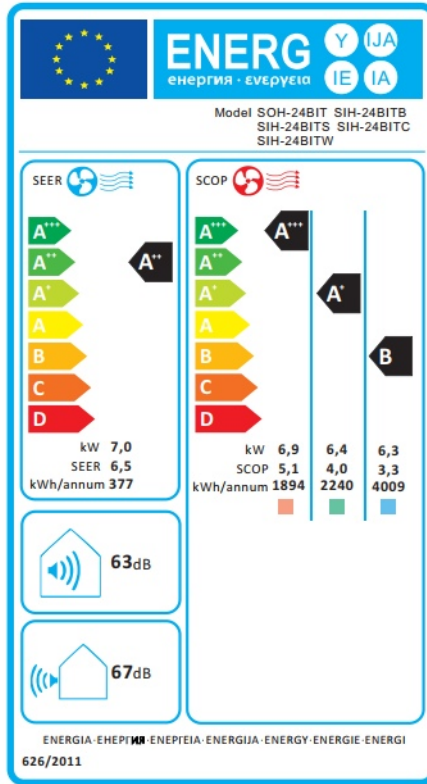 ENERG
енергия · ενεργεια
Y IJA
IE IA
Model SOH-24BIT SIH-24BITB
SIH-24BITS SIH-24BITC
SIH-24BITW
SEER
A+++
A++
A+
A
B
C
D
A++
kW 7,0
SEER 6,5
kWh/annum 377
SCOP
A+++
A++
A+
A
B
C
D
A+++
A+
B
kW 6,9 6,4 6,3
SCOP 5,1 4,0 3,3
kWh/annum 1894 2240 4009
63dB
67dB
ENERGIA·ЕНЕРГИЯ·ΕΝΕΡΓΕΙΑ·ENERGIJA·ENERGY·ENERGIE·ENERGI
626/2011